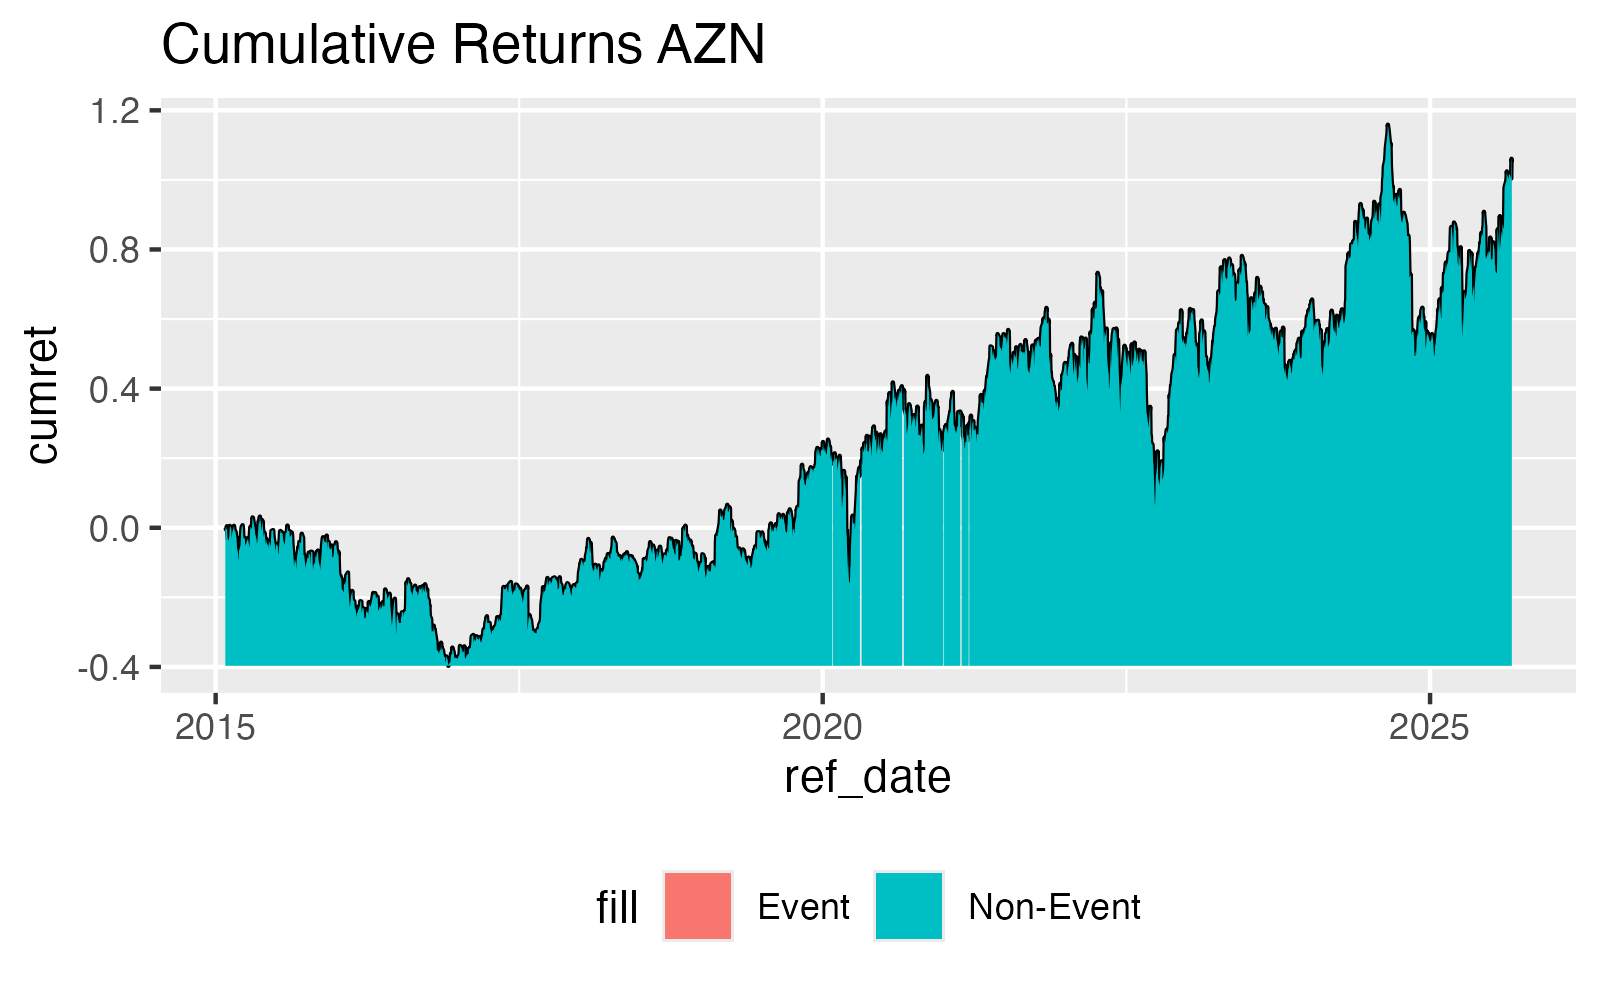 Cumulative Returns AZN
1.2
0.8
0.4
0.0
-0.4
cumret
2015 2020 2025
ref_date
fill Event Non-Event